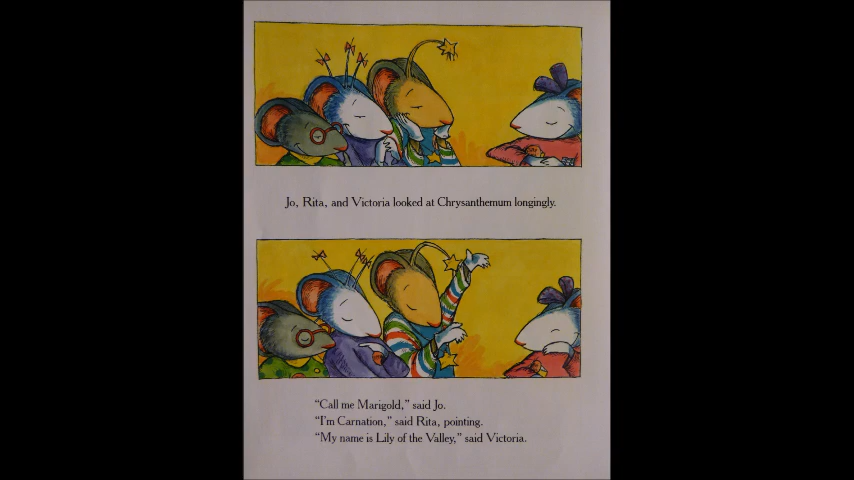 Jo, Rita, and Victoria looked at Chrysanthemum longingly.
“Call me Marigold,” said Jo.
“I’m Carnation,” said Rita, pointing.
“My name is Lily of the Valley,” said Victoria.